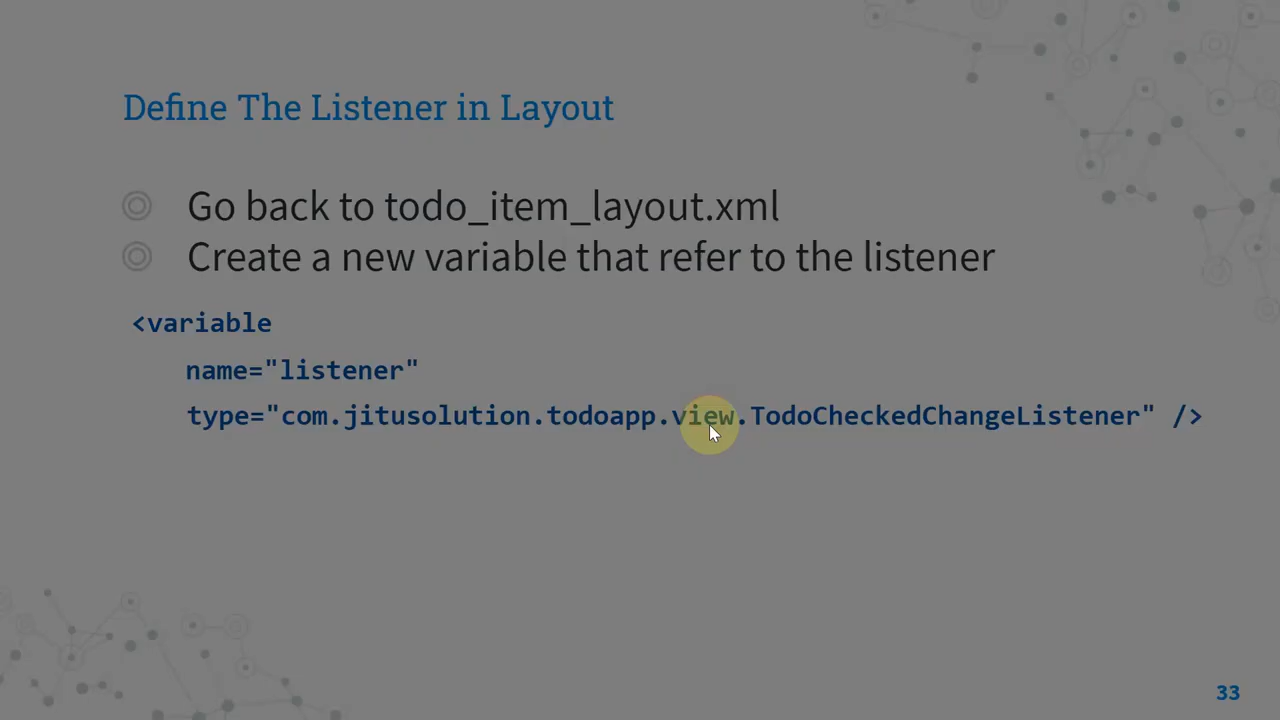 Define The Listener in Layout
Go back to todo_item_layout.xml
Create a new variable that refer to the listener
<variable
name="listener"
type="com.jitusolution.todoapp.view.TodoCheckedChangeListener" />
33